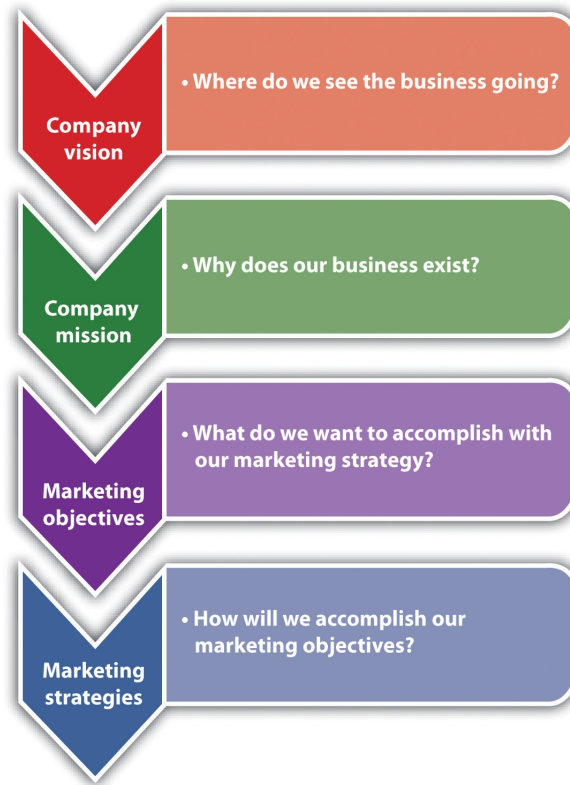 • Where do we see the business going?
Company
vision
• Why does our business exist?
Company
mission
• What do we want to accomplish with
our marketing strategy?
Marketing
objectives
• How will we accomplish our
marketing objectives?
Marketing
strategies